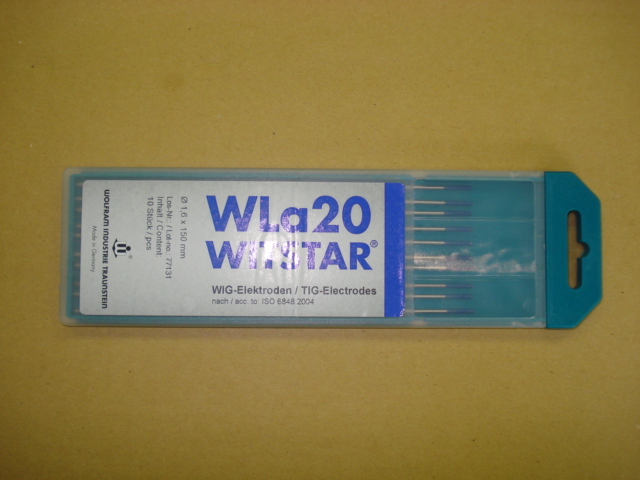 WLa20
WITSTAR®
WIG-Elektroden / TIG-Electrodes
nach / acc. to: ISO 6848:2004
Ø 1,6 x 150 mm
Los-Nr. / Lot-no.: 77131
Inhalt / Content:
10 Stück / pcs
WOLFRAM INDUSTRIE TRAUNSTEIN
Made in Germany